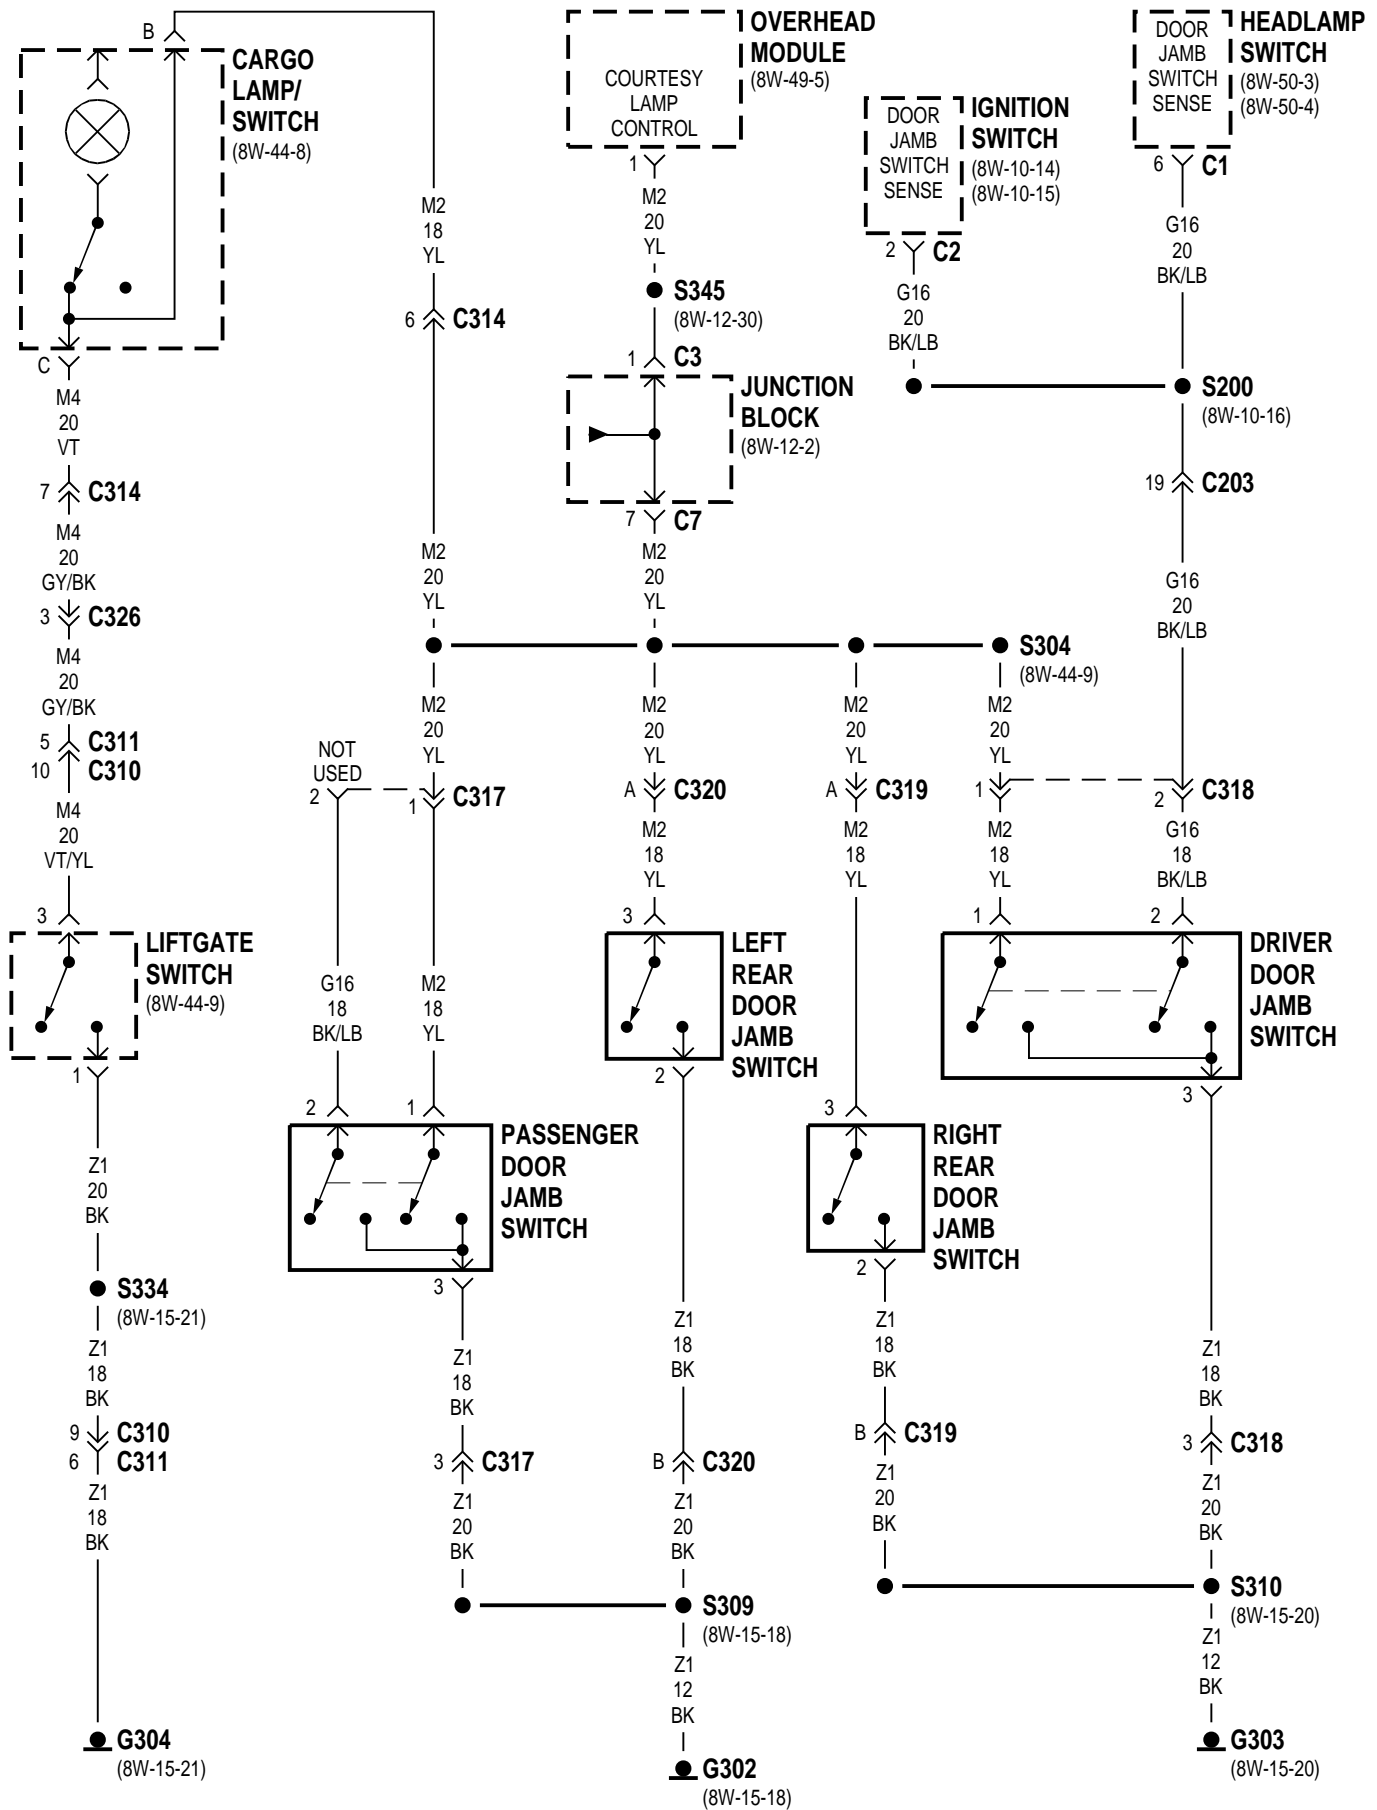 B
CARGO
LAMP/
SWITCH
(8W-44-8)
C
M4
20
VT
7
C314
M4
20
GY/BK
3
C326
M4
20
GY/BK
5
C311
10
C310
M4
20
VT/YL
3
LIFTGATE
SWITCH
(8W-44-9)
1
Z1
20
BK
S334
(8W-15-21)
Z1
18
BK
9
C310
6
C311
Z1
18
BK
G304
(8W-15-21)
M2
18
YL
6
C314
M2
20
YL
M2
20
YL
NOT
USED
2
1
C317
G16
18
BK/LB
M2
18
YL
2
1
PASSENGER
DOOR
JAMB
SWITCH
3
Z1
18
BK
3
C317
Z1
20
BK
OVERHEAD
MODULE
(8W-49-5)
COURTESY
LAMP
CONTROL
1
M2
20
YL
S345
(8W-12-30)
1
C3
JUNCTION
BLOCK
(8W-12-2)
7
C7
M2
20
YL
M2
20
YL
A
C320
M2
18
YL
3
LEFT
REAR
DOOR
JAMB
SWITCH
2
Z1
18
BK
B
C320
Z1
20
BK
S309
(8W-15-18)
Z1
12
BK
G302
(8W-15-18)
DOOR
JAMB
SWITCH
SENSE
IGNITION
SWITCH
(8W-10-14)
(8W-10-15)
2
C2
G16
20
BK/LB
M2
20
YL
A
C319
M2
18
YL
3
RIGHT
REAR
DOOR
JAMB
SWITCH
2
Z1
18
BK
B
C319
Z1
20
BK
DOOR
JAMB
SWITCH
SENSE
HEADLAMP
SWITCH
(8W-50-3)
(8W-50-4)
6
C1
G16
20
BK/LB
S200
(8W-10-16)
19
C203
G16
20
BK/LB
S304
(8W-44-9)
M2
20
YL
1
2
C318
M2
18
YL
G16
18
BK/LB
1
2
DRIVER
DOOR
JAMB
SWITCH
3
Z1
18
BK
3
C318
Z1
20
BK
S310
(8W-15-20)
Z1
12
BK
G303
(8W-15-20)